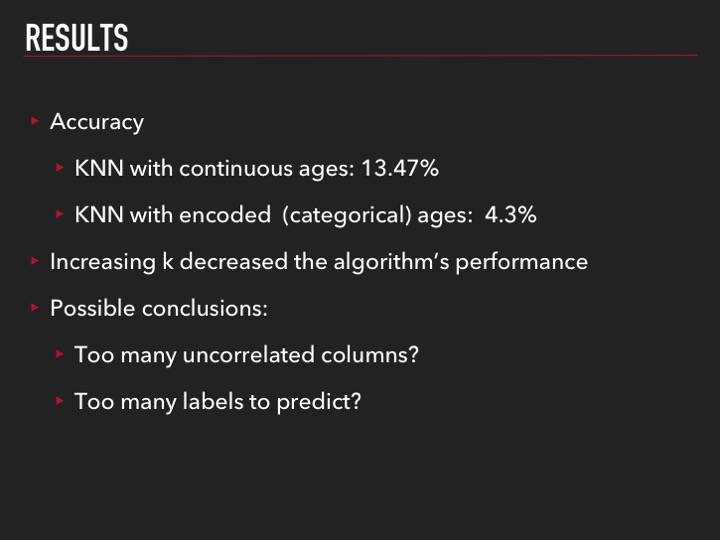 RESULTS
Accuracy
KNN with continuous ages: 13.47%
KNN with encoded  (categorical) ages:  4.3%
Increasing k decreased the algorithm's performance
Possible conclusions:
Too many uncorrelated columns?
Too many labels to predict?